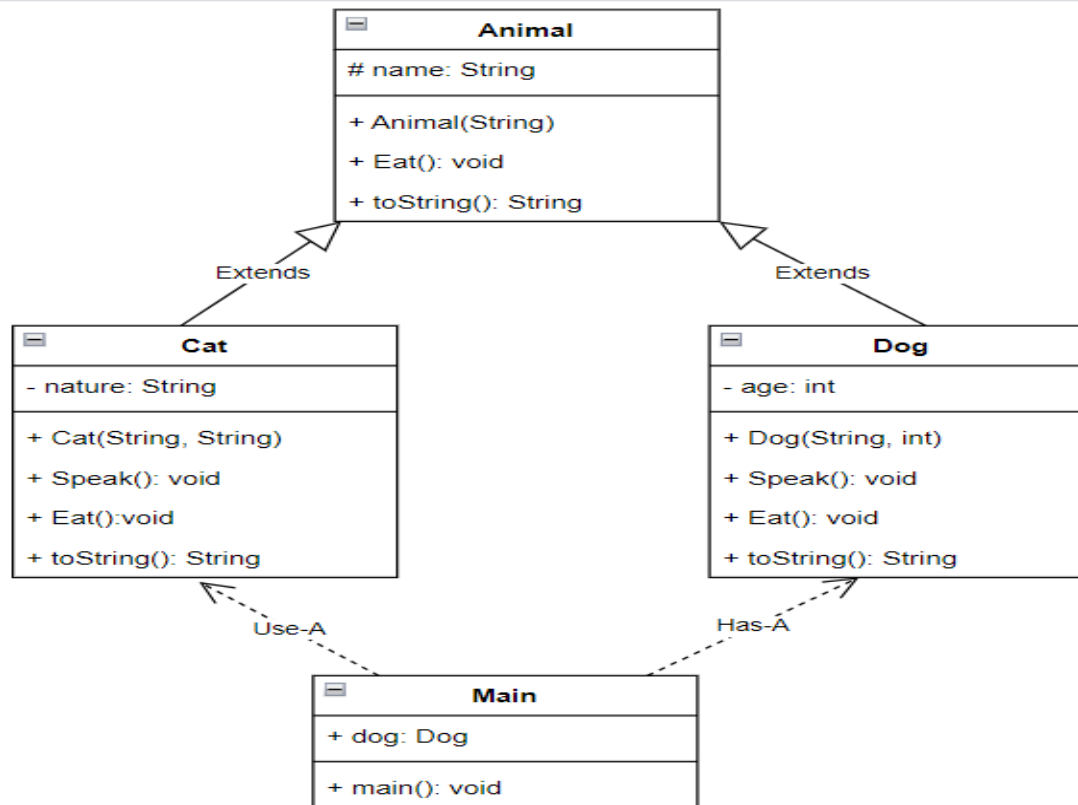 Animal
# name: String
+ Animal(String)
+ Eat(): void
+ toString(): String
Extends
Extends
Cat
- nature: String
+ Cat(String, String)
+ Speak(): void
+ Eat():void
+ toString(): String
Dog
- age: int
+ Dog(String, int)
+ Speak(): void
+ Eat(): void
+ toString(): String
Use-A
Has-A
Main
+ dog: Dog
+ main(): void